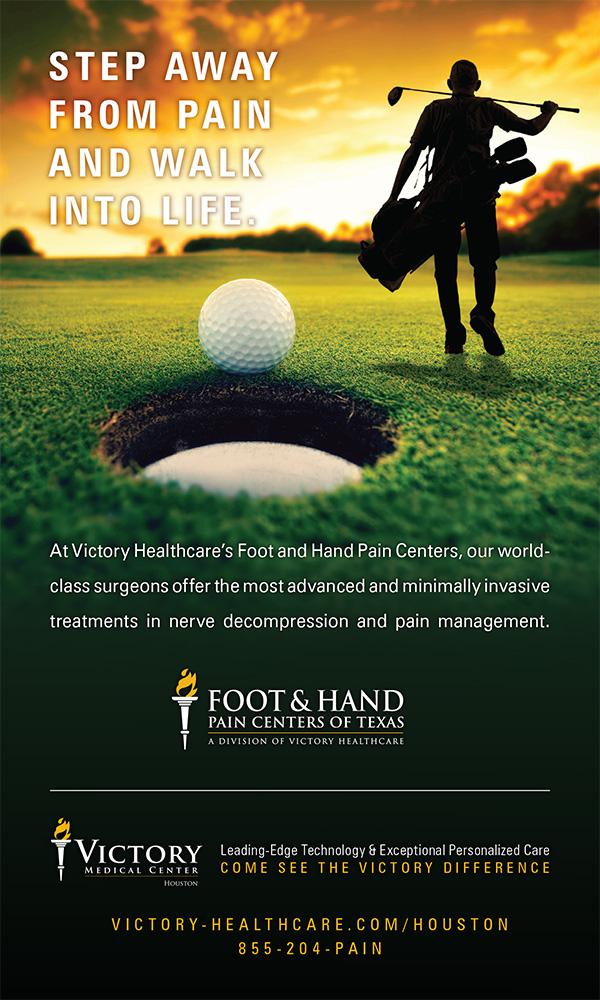 STEP AWAY
FROM PAIN
AND WALK
INTO LIFE.
At Victory Healthcare's Foot and Hand Pain Centers, our world-
class surgeons offer the most advanced and minimally invasive
treatments in nerve decompression and pain management.
FOOT & HAND
PAIN CENTERS OF TEXAS
A DIVISION OF VICTORY HEALTHCARE
VICTORY
MEDICAL CENTER
HOUSTON
Leading-Edge Technology & Exceptional Personalized Care
COME SEE THE VICTORY DIFFERENCE
VICTORY-HEALTHCARE.COM/HOUSTON
855-204-PAIN